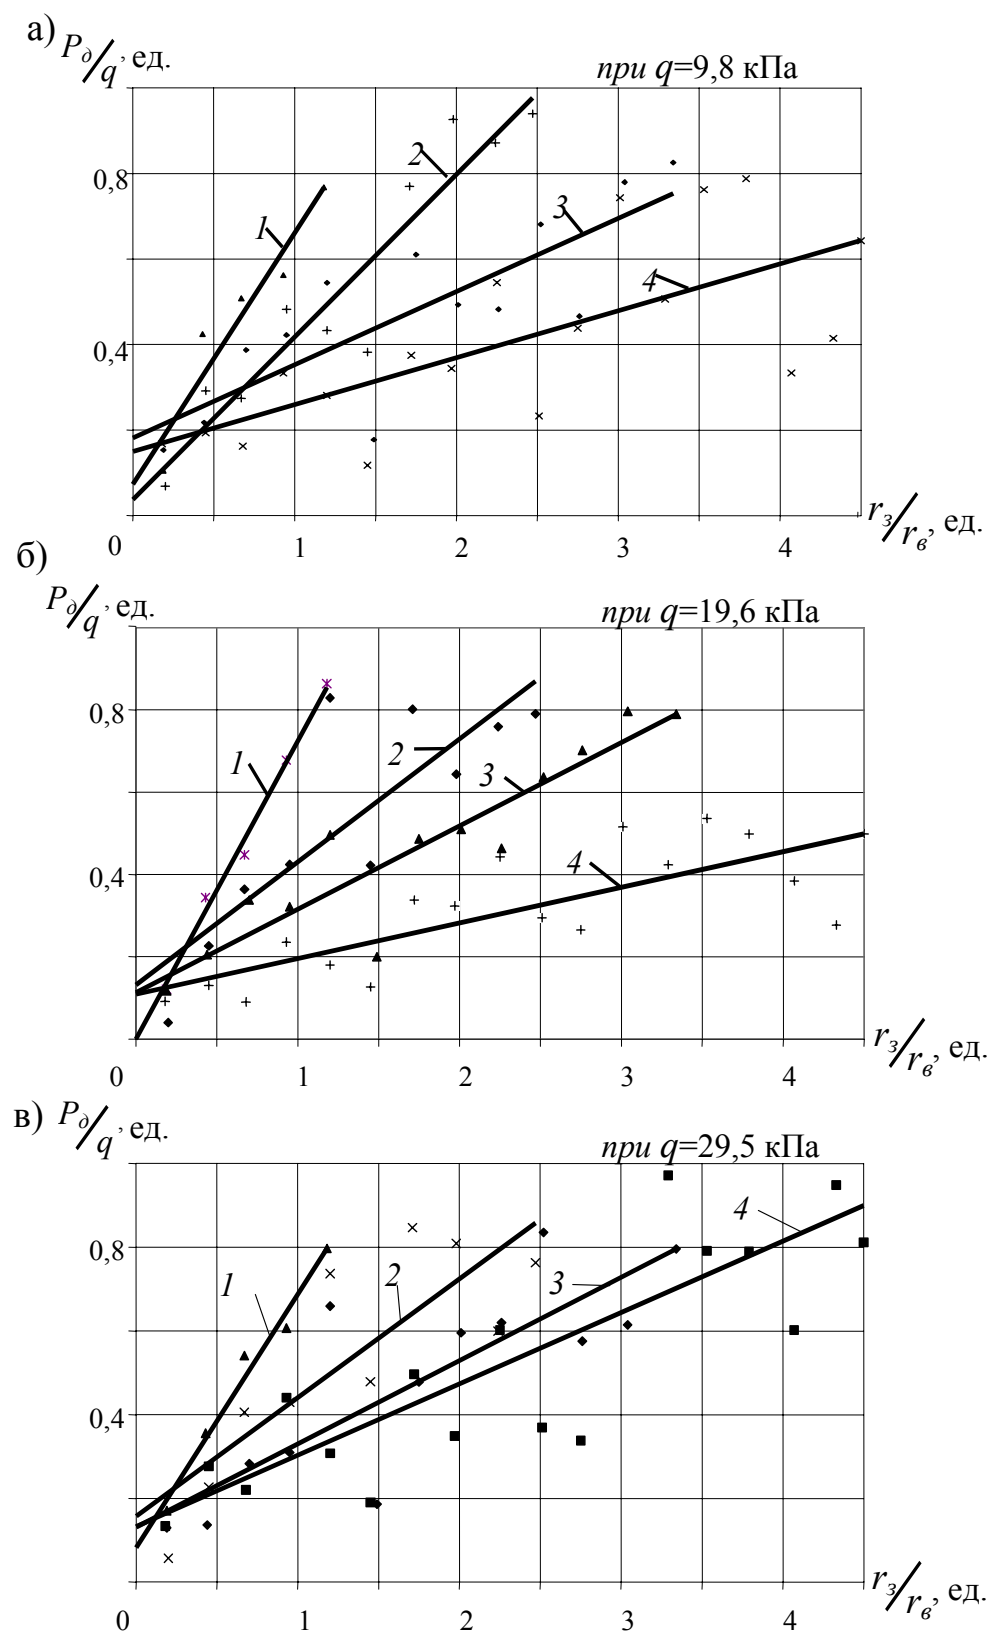 а) Pд/q, ед.
при q=9,8 кПа
2
0,8
3
1
4
0,4
rз/rв, ед.
0 1 2 3 4
б)
Pд/q, ед.
при q=19,6 кПа
0,8
2
1
3
4
0,4
rз/rв, ед.
0 1 2 3 4
в) Pд/q, ед.
при q=29,5 кПа
4
0,8
1 2 3
0,4
rз/rв, ед.
0 1 2 3 4